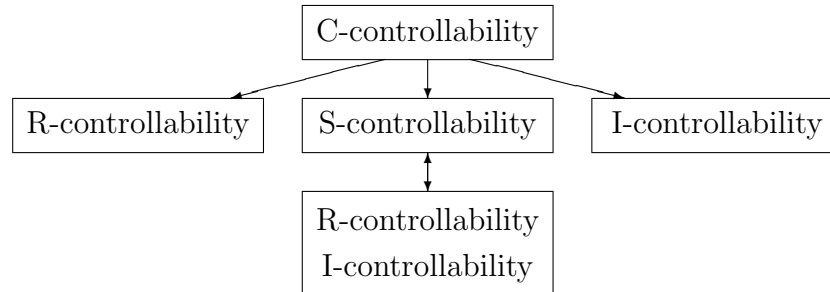 C-controllability
R-controllability
S-controllability
I-controllability
R-controllability
I-controllability